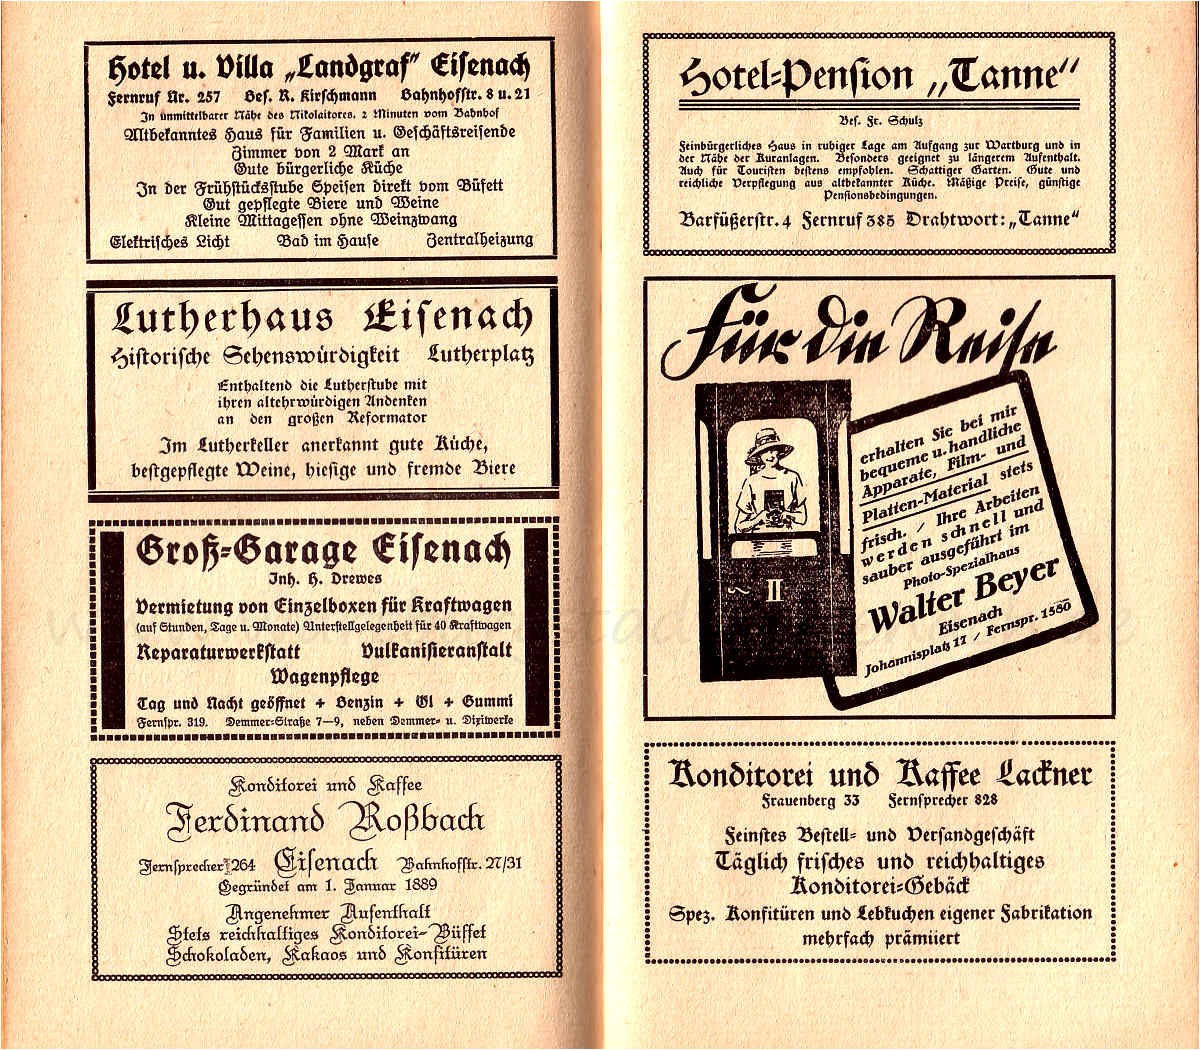 Hotel u. Villa „Landgraf“ Eisenach
Fernruf Nr. 257 Bes. R. Kirschmann Bahnhofstr. 8 u. 21
In unmittelbarer Nähe des Nikolaitores. 2 Minuten vom Bahnhof
Altbekanntes Haus für Familien u. Geschäftsreisende
Zimmer von 2 Mark an
Gute bürgerliche Küche
In der Frühstücksstube Speisen direkt vom Büfett
Gut gepflegte Biere und Weine
Kleine Mittagessen ohne Weinzwang
Elektrisches Licht Bad im Hause Zentralheizung
Lutherhaus Eisenach
Historische Sehenswürdigkeit Lutherplatz
Enthaltend die Lutherstube mit
ihren altehrwürdigen Andenken
an den großen Reformator
Im Lutherkeller anerkannt gute Küche,
bestgepflegte Weine, hiesige und fremde Biere
Groß-Garage Eisenach
Inh. H. Drewes
Vermietung von Einzelboxen für Kraftwagen
(auf Stunden, Tage u. Monate) Unterstellgelegenheit für 40 Kraftwagen
Reparaturwerkstatt Vulkanisieranstalt
Wagenpflege
Tag und Nacht geöffnet + Benzin + Öl + Gummi
Fernspr. 319. Demmer-Straße 7—9, neben Demmer- u. Dixiwerke
Konditorei und Kaffee
Ferdinand Roßbach
Fernsprecher 264 Eisenach Bahnhofstr. 27/31
Gegründet am 1. Januar 1889
Angenehmer Aufenthalt
Stets reichhaltiges Konditorei-Büffet
Schokoladen, Kakaos und Konfitüren
Hotel-Pension „Tanne“
Bes. Fr. Schulz
Feinbürgerliches Haus in ruhiger Lage am Aufgang zur Wartburg und in
der Nähe der Kuranlagen. Besonders geeignet zu längerem Aufenthalt.
Auch für Touristen bestens empfohlen. Schattiger Garten. Gute und
reichliche Verpflegung aus altbekannter Küche. Mäßige Preise, günstige
Pensionsbedingungen.
Barfüßerstr. 4 Fernruf 385 Drahtwort: „Tanne“
Für die Reise
erhalten Sie bei mir
bequeme u. handliche
Apparate, Film- und
Platten-Material stets
frisch. / Ihre Arbeiten
werden schnell und
sauber ausgeführt im
Photo-Spezialhaus
Walter Beyer
Eisenach
Johannisplatz 17 / Fernspr. 1580
II
Konditorei und Kaffee Lackner
Frauenberg 33 Fernsprecher 828
Feinstes Bestell- und Versandgeschäft
Täglich frisches und reichhaltiges
Konditorei-Gebäck
Spez. Konfitüren und Lebkuchen eigener Fabrikation
mehrfach prämiiert